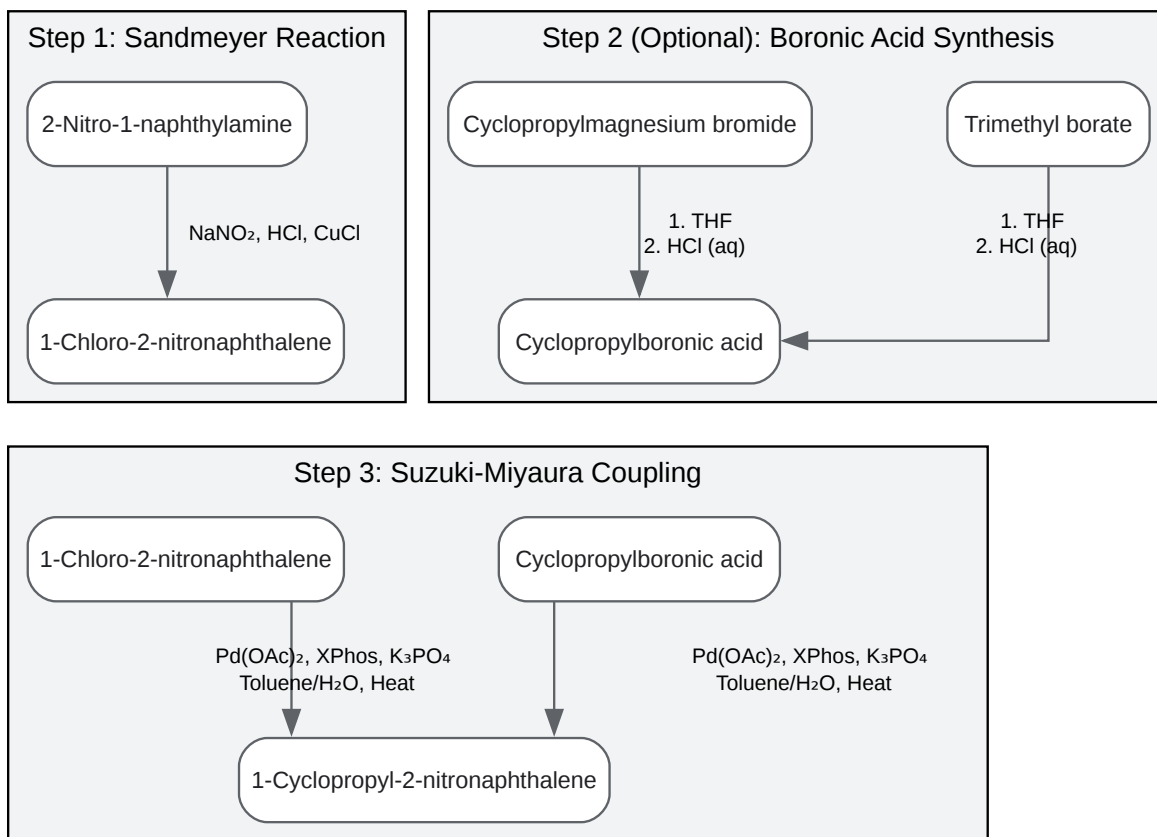 Step 1: Sandmeyer Reaction
2-Nitro-1-naphthylamine
NaNO₂, HCl, CuCl
1-Chloro-2-nitronaphthalene
Step 2 (Optional): Boronic Acid Synthesis
Cyclopropylmagnesium bromide
Trimethyl borate
1. THF
2. HCl (aq)
1. THF
2. HCl (aq)
Cyclopropylboronic acid
Step 3: Suzuki-Miyaura Coupling
1-Chloro-2-nitronaphthalene
Cyclopropylboronic acid
Pd(OAc)₂, XPhos, K₃PO₄
Toluene/H₂O, Heat
Pd(OAc)₂, XPhos, K₃PO₄
Toluene/H₂O, Heat
1-Cyclopropyl-2-nitronaphthalene